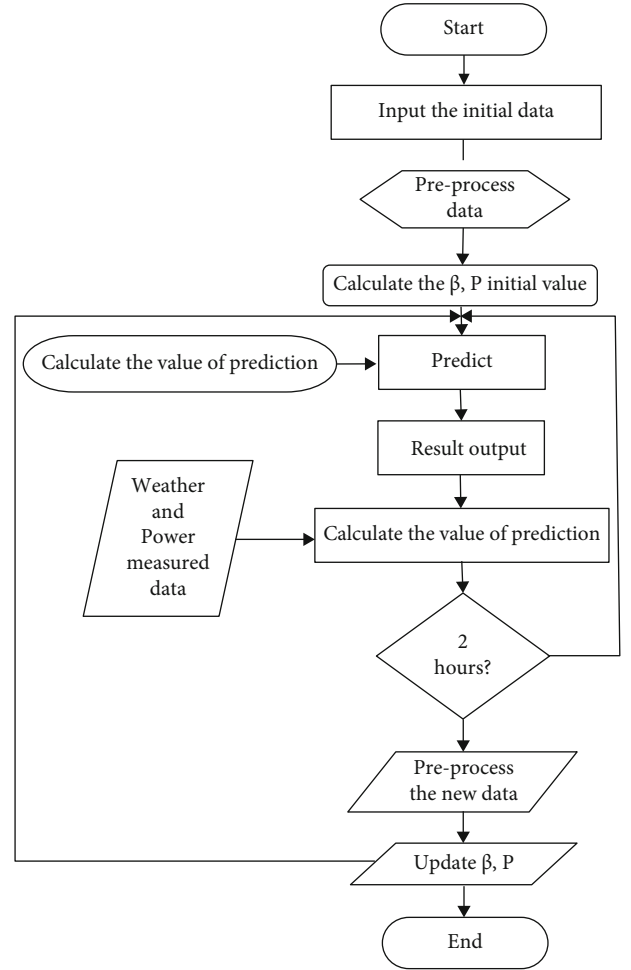 Start
Input the initial data
Pre-process
data
Calculate the β, P initial value
Calculate the value of prediction
Predict
Result output
Weather
and
Power
measured
data
Calculate the value of prediction
2
hours?
Pre-process
the new data
Update β, P
End